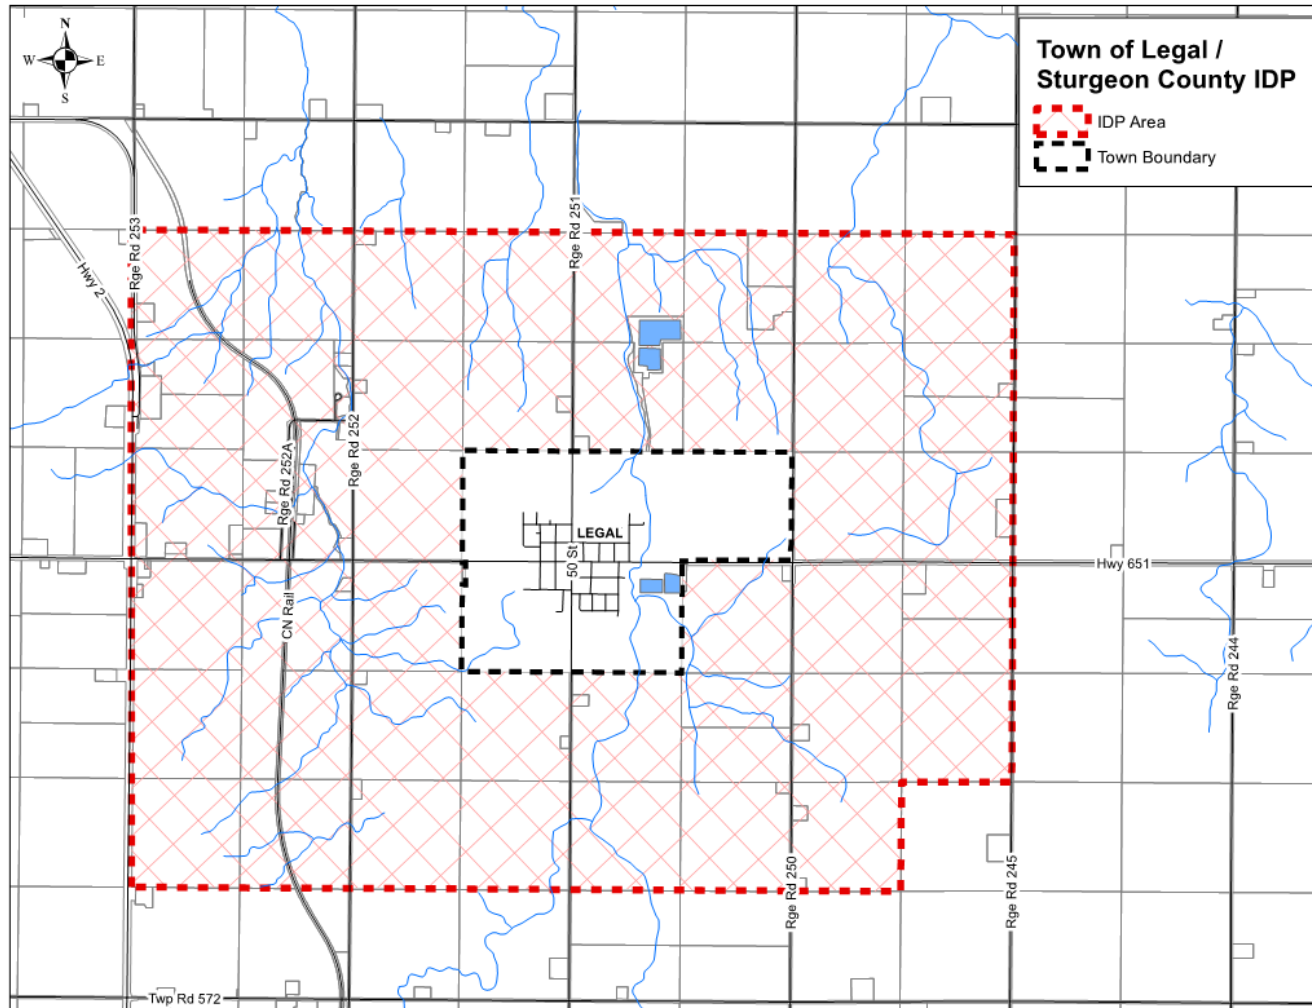 N
W
E
S
Town of Legal /
Sturgeon County IDP
IDP Area
Town Boundary
Rge Rd 253
Hwy 2
Rge Rd 251
Rge Rd 252
Rge Rd 252A
LEGAL
50 St
Hwy 651
CN Rail
Rge Rd 244
Rge Rd 250
Rge Rd 245
Twp Rd 572